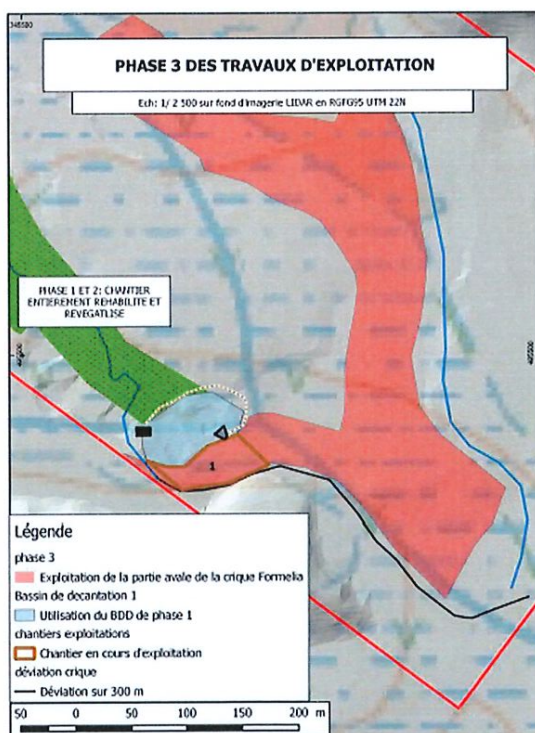 PHASE 3 DES TRAVAUX D'EXPLOITATION
Ech: 1/ 2 500 sur fond d'imagerie LIDAR en RGFG95 UTM 22N
PHASE 1 ET 2: CHANTIER
ENTIEREMENT REHABILITE ET
REVEGATLISE
1
Légende
phase 3
Exploitation de la partie avale de la crique Formelia
Bassin de decantation 1
Utilisation du BDD de phase 1
chantiers exploitations
Chantier en cours d'exploitation
déviation crique
Déviation sur 300 m
50 0 50 100 150 200 m